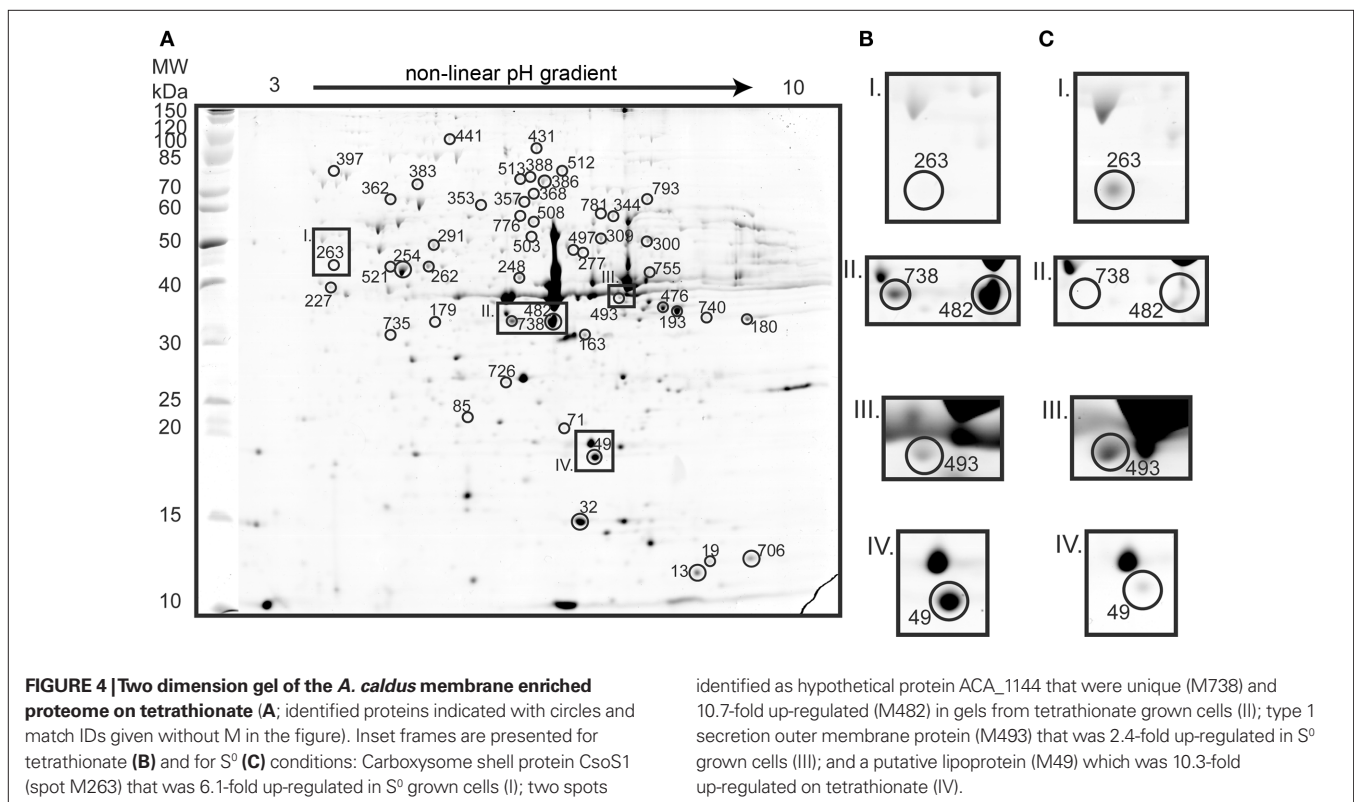 A
B
C
MW
kDa
3
non-linear pH gradient
10
150
120
100
85
70
60
50
40
30
25
20
15
10
441
431
397
383
513
388
512
386
362
353
357
368
793
508
781
344
776
503
I.
263
254
291
497
309
300
521
262
248
277
755
227
III.
179
II.
738
482
493
476
193
740
180
735
163
726
85
71
49
IV.
32
13
19
706
I.
263
II.
738
482
III.
493
IV.
49
I.
263
II.
738
482
III.
493
IV.
49
FIGURE 4 | Two dimension gel of the A. caldus membrane enriched
proteome on tetrathionate (A; identified proteins indicated with circles and
match IDs given without M in the figure). Inset frames are presented for
tetrathionate (B) and for S⁰ (C) conditions: Carboxysome shell protein CsoS1
(spot M263) that was 6.1-fold up-regulated in S⁰ grown cells (I); two spots
identified as hypothetical protein ACA_1144 that were unique (M738) and
10.7-fold up-regulated (M482) in gels from tetrathionate grown cells (II); type 1
secretion outer membrane protein (M493) that was 2.4-fold up-regulated in S⁰
grown cells (III); and a putative lipoprotein (M49) which was 10.3-fold
up-regulated on tetrathionate (IV).